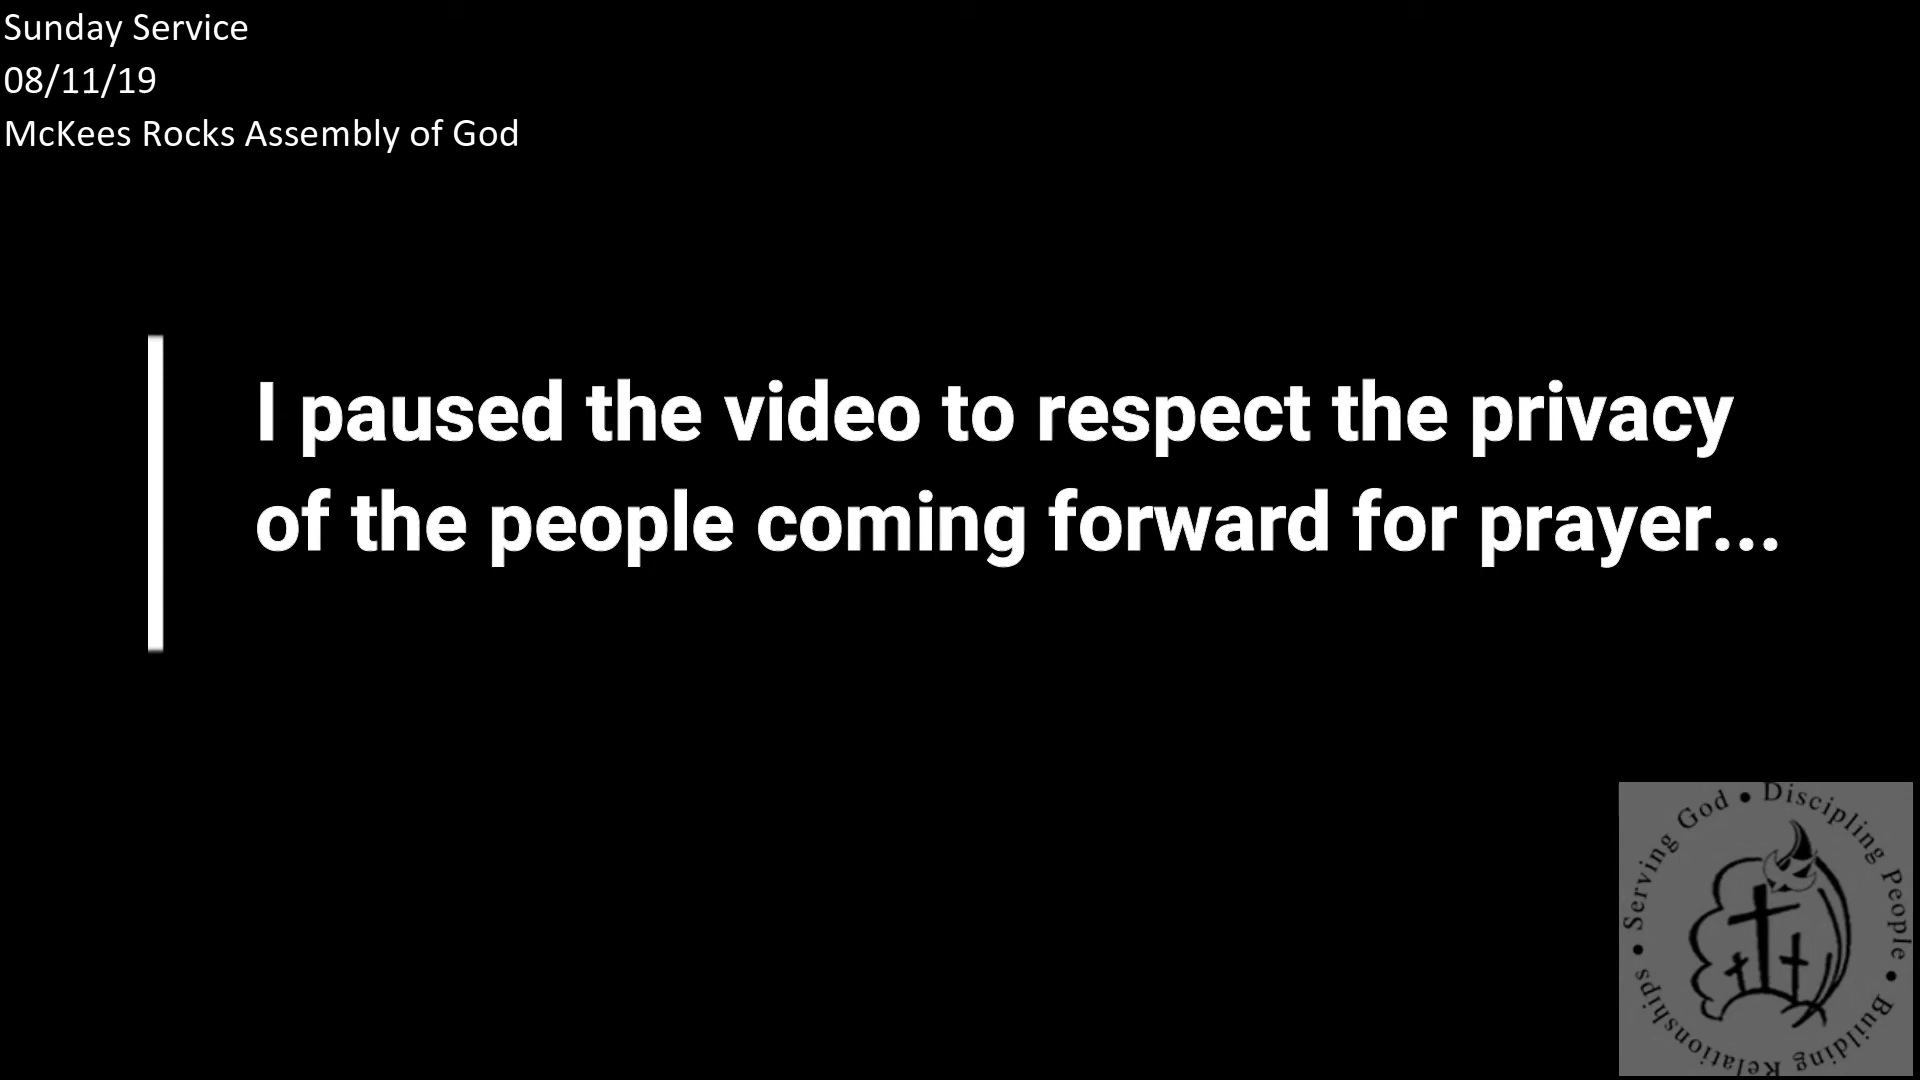 Sunday Service
08/11/19
McKees Rocks Assembly of God
I paused the video to respect the privacy
of the people coming forward for prayer...
Serving God • Discipling People • Building Relationships •